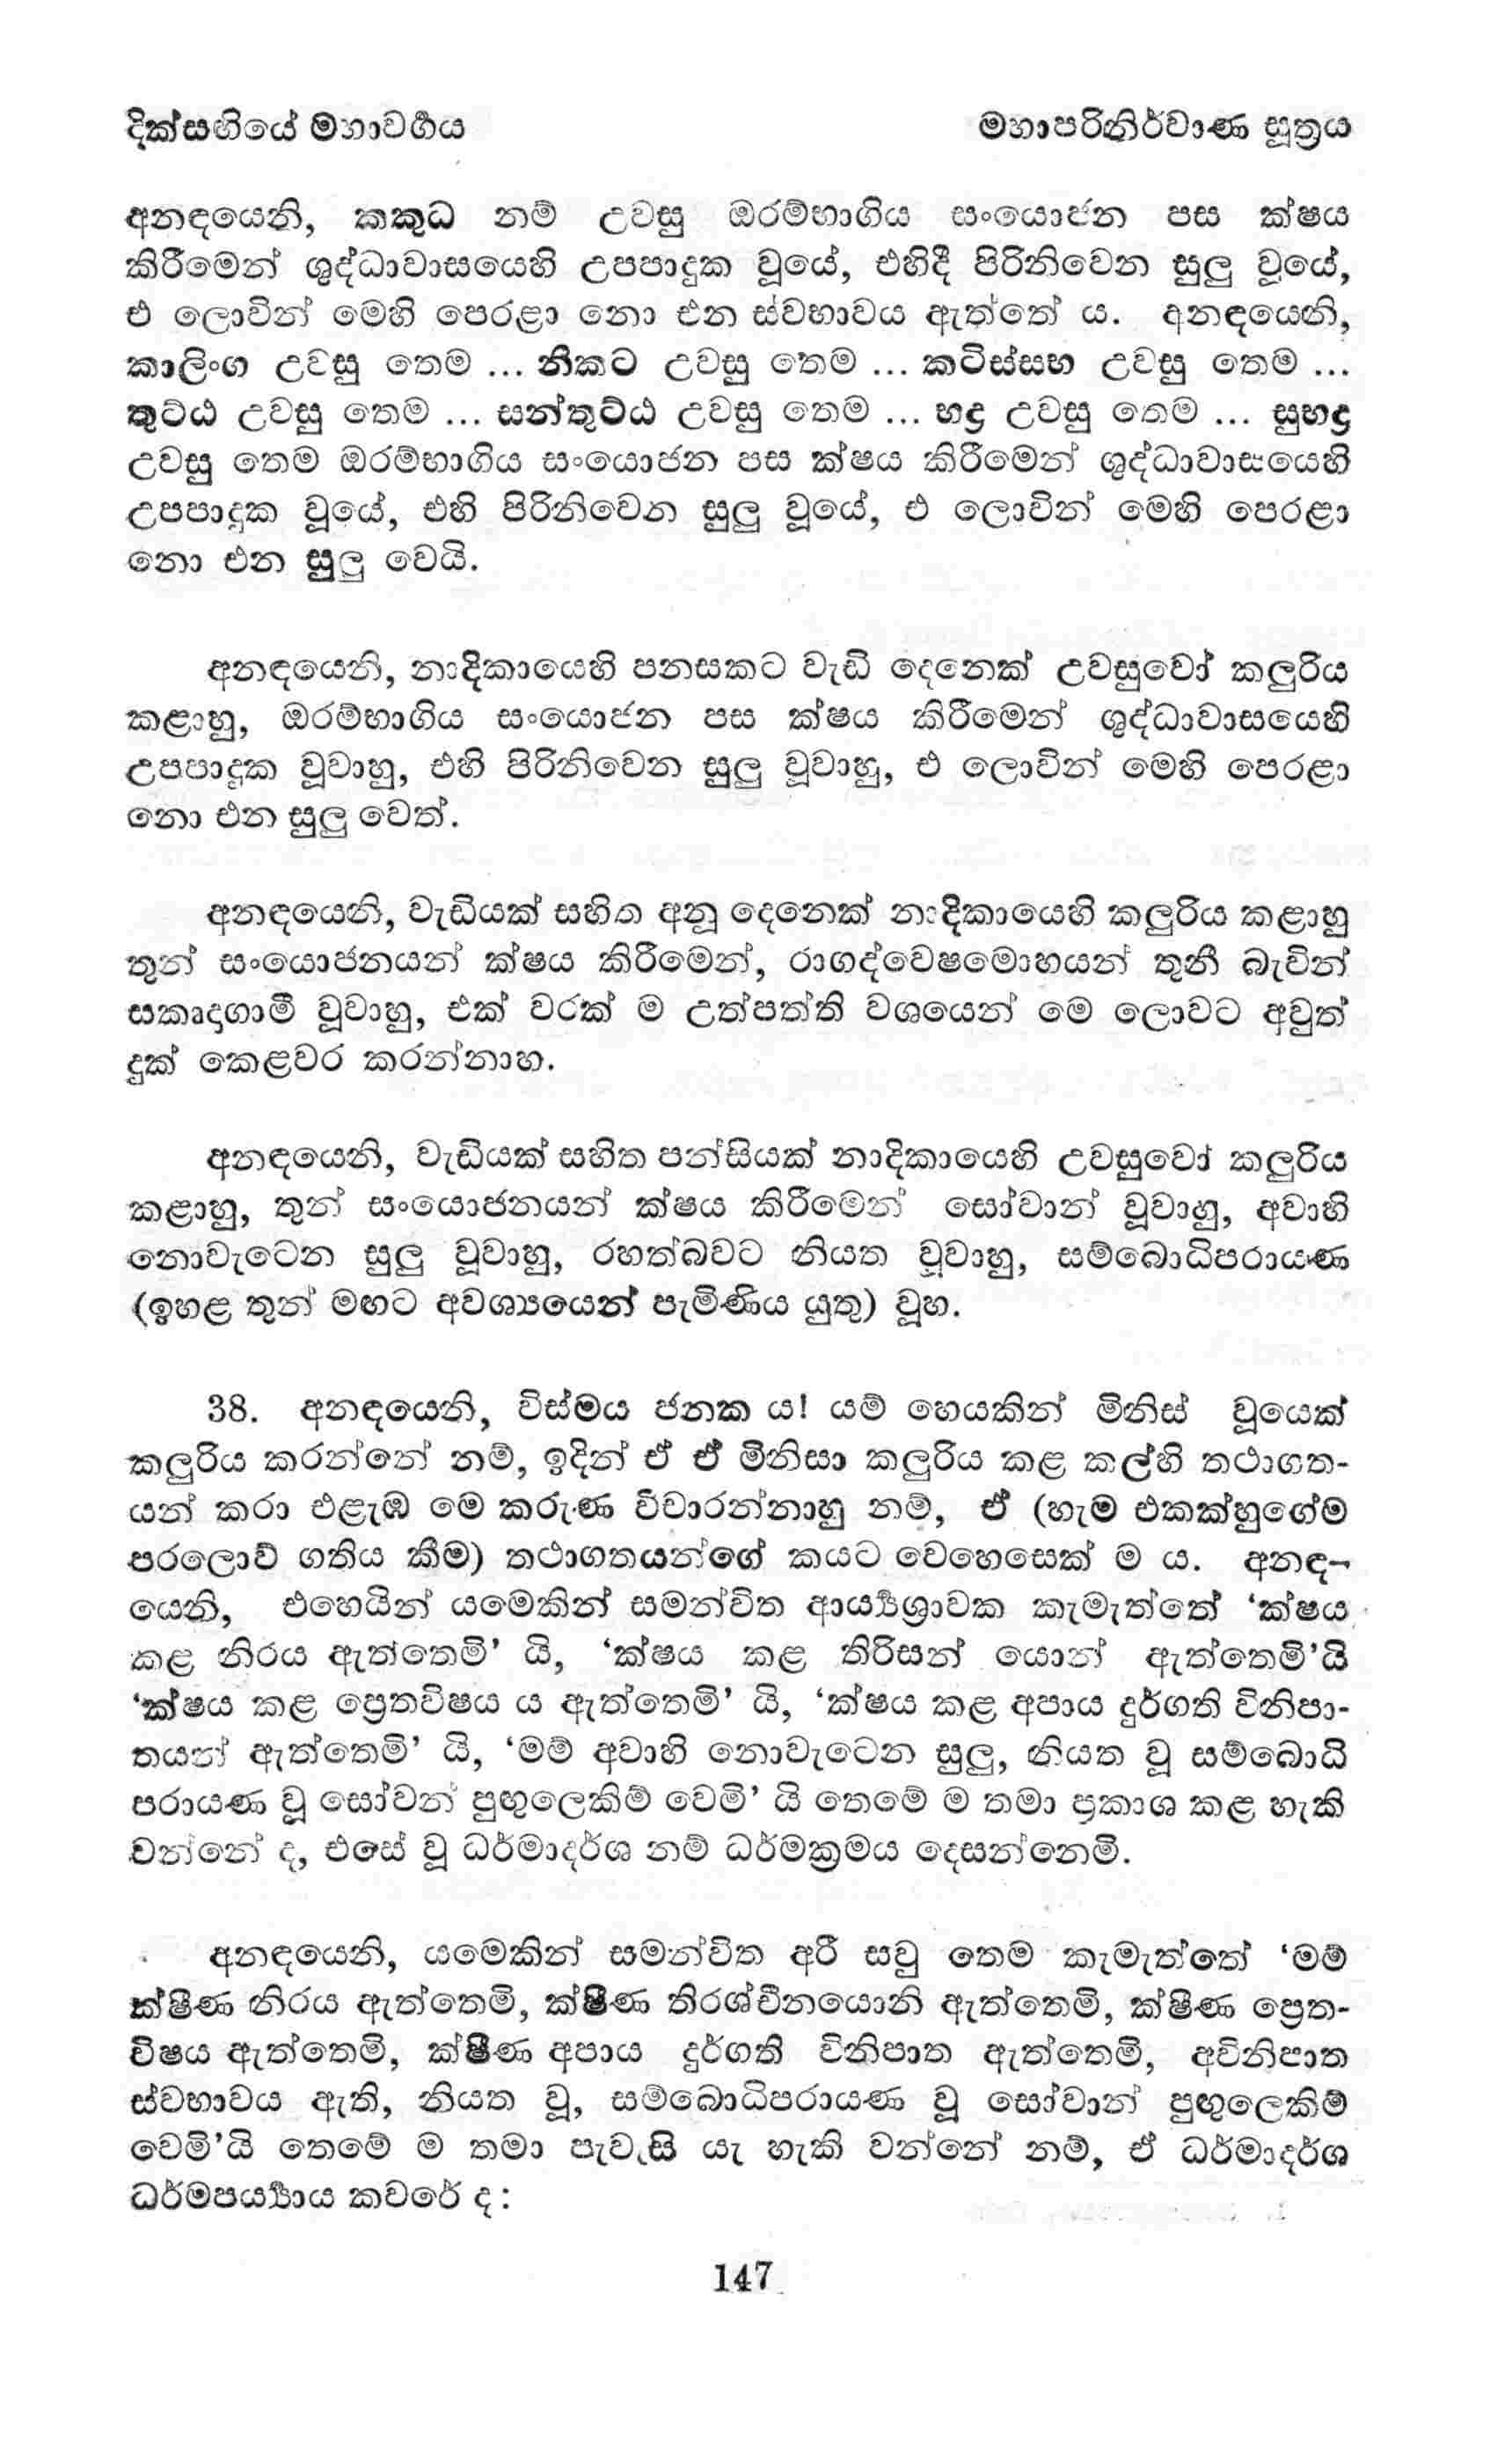 දික්සඟියේ මහාවර්‍ගය
මහාපරිනිර්වාණ සූත්‍රය
අනඳයෙනි, කකුධ නම් උවසු ඔරම්භාගිය සංයොජන පස ක්ෂය
කිරීමෙන් ශුද්ධාවාසයෙහි උපපාදුක වූයේ, එහිදී පිරිනිවෙන සුලු වූයේ,
එ ලොවින් මෙහි පෙරළා නො එන ස්වභාවය ඇත්තේ ය. අනඳයෙනි,
කාලිංග උවසු තෙම ... නිකට උවසු තෙම ... කටිස්සභ උවසු තෙම ...
තුට්ඨ උවසු තෙම ... සන්තුට්ඨ උවසු තෙම ... භද්‍ර උවසු තෙම ... සුභද්‍ර
උවසු තෙම ඔරම්භාගිය සංයොජන පස ක්ෂය කිරීමෙන් ශුද්ධාවාසයෙහි
උපපාදුක වූයේ, එහි පිරිනිවෙන සුලු වූයේ, එ ලොවින් මෙහි පෙරළා
නො එන සුලු වෙයි.
අනඳයෙනි, නාදිකායෙහි පනසකට වැඩි දෙනෙක් උවසුවෝ කලුරිය
කළාහු, ඔරම්භාගිය සංයොජන පස ක්ෂය කිරීමෙන් ශුද්ධාවාසයෙහි
උපපාදුක වූවාහු, එහි පිරිනිවෙන සුලු වූවාහු, එ ලොවින් මෙහි පෙරළා
නො එන සුලු වෙත්.
අනඳයෙනි, වැඩියක් සහිත අනූ දෙනෙක් නාදිකායෙහි කලුරිය කළාහු
තුන් සංයොජනයන් ක්ෂය කිරීමෙන්, රාගද්වෙෂමොහයන් තුනී බැවින්
සකෘදාගාමී වූවාහු, එක් වරක් ම උත්පත්ති වශයෙන් මෙ ලොවට අවුත්
දුක් කෙළවර කරන්නාහ.
අනඳයෙනි, වැඩියක් සහිත පන්සියක් නාදිකායෙහි උවසුවෝ කලුරිය
කළාහු, තුන් සංයොජනයන් ක්ෂය කිරීමෙන් සෝවාන් වූවාහු, අවාහි
නොවැටෙන සුලු වූවාහු, රහත්බවට නියත වූවාහු, සම්බොධිපරායණ
(ඉහළ තුන් මඟට අවශ්‍යයෙන් පැමිණිය යුතු) වූහ.
38. අනඳයෙනි, විස්මය ජනක ය! යම් හෙයකින් මිනිස් වූයෙක්
කලුරිය කරන්නේ නම්, ඉදින් ඒ ඒ මිනිසා කලුරිය කළ කල්හි තථාගත-
යන් කරා එළැඹ මෙ කරුණ විචාරන්නාහු නම්, ඒ (හැම එකක්හුගේම
පරලොව් ගතිය කීම) තථාගතයන්ගේ කයට වෙහෙසෙක් ම ය. අනඳ-
යෙනි, එහෙයින් යමෙකින් සමන්විත ආර්‍ය්‍යශ්‍රාවක කැමැත්තේ ‘ක්ෂය
කළ නිරය ඇත්තෙමි’ යි, ‘ක්ෂය කළ තිරිසන් යොන් ඇත්තෙමි’යි
‘ක්ෂය කළ ප්‍රෙතවිෂය ය ඇත්තෙමි’ යි, ‘ක්ෂය කළ අපාය දුර්ගති විනිපා-
තයන් ඇත්තෙමි’ යි, ‘මම් අවාහි නොවැටෙන සුලු, නියත වූ සම්බොධි
පරායණ වූ සෝවන් පුඟුලෙකිම් වෙමි’ යි තෙමේ ම තමා ප්‍රකාශ කළ හැකි
වන්නේ ද, එසේ වූ ධර්මාදර්ශ නම් ධර්මක්‍රමය දෙසන්නෙමි.
අනඳයෙනි, යමෙකින් සමන්විත අරී සවු තෙම කැමැත්තේ ‘මම්
ක්ෂීණ නිරය ඇත්තෙමි, ක්ෂීණ තිරශ්චීනයොනි ඇත්තෙමි, ක්ෂීණ ප්‍රෙත-
විෂය ඇත්තෙමි, ක්ෂීණ අපාය දුර්ගති විනිපාත ඇත්තෙමි, අවිනිපාත
ස්වභාවය ඇති, නියත වූ, සම්බොධිපරායණ වූ සෝවාන් පුඟුලෙකිම්
වෙමි’යි තෙමේ ම තමා පැවැසි යැ හැකි වන්නේ නම්, ඒ ධර්මාදර්ශ
ධර්මපර්‍ය්‍යාය කවරේ ද:
147